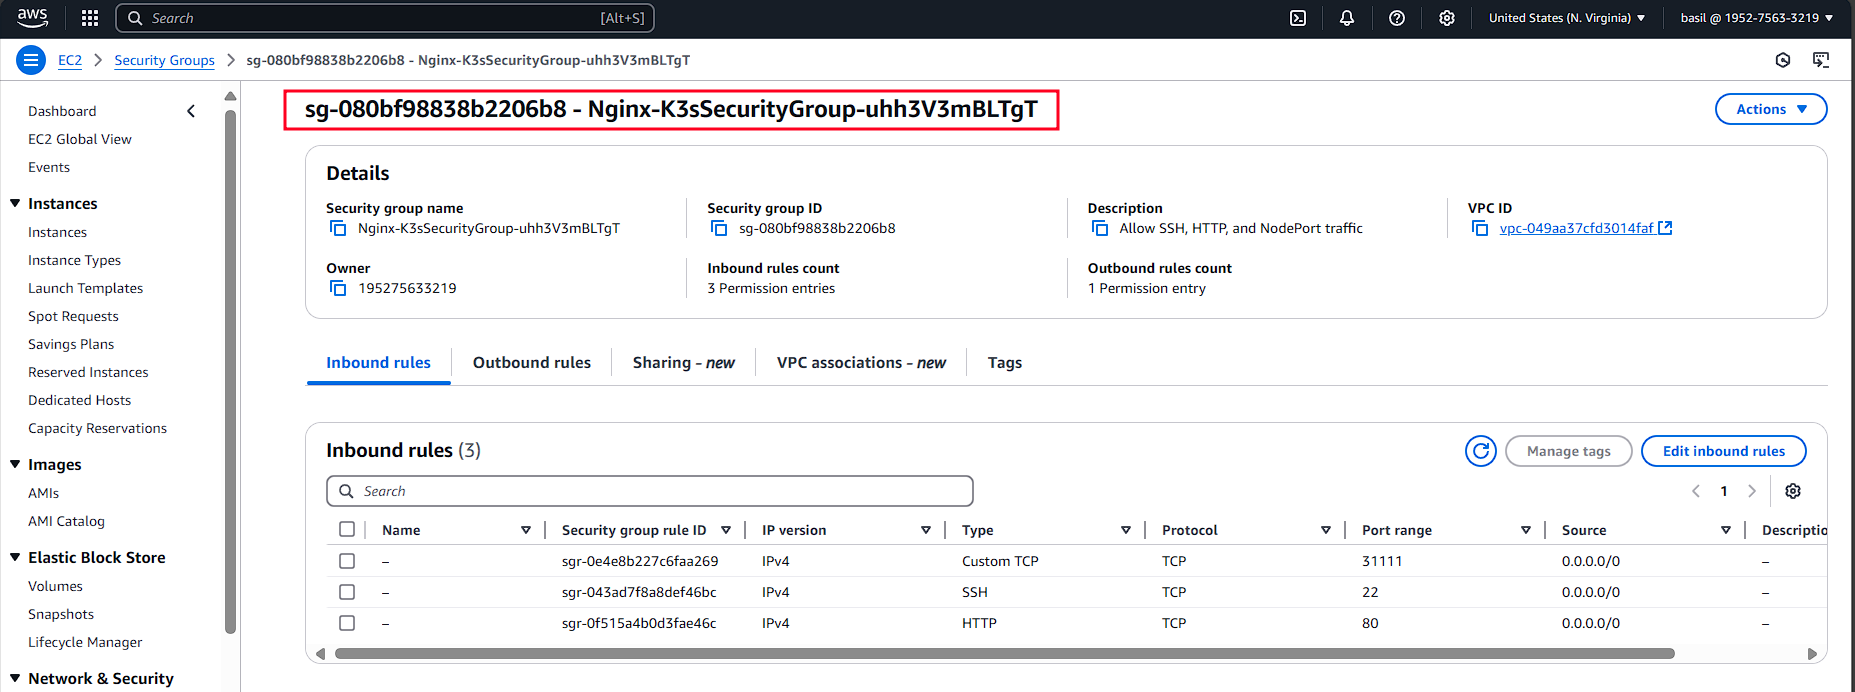 aws
Search [Alt+S]
United States (N. Virginia)
basil @ 1952-7563-3219
EC2 > Security Groups > sg-080bf98838b2206b8 - Nginx-K3sSecurityGroup-uhh3V3mBLTgT
Dashboard
EC2 Global View
Events
Instances
Instances
Instance Types
Launch Templates
Spot Requests
Savings Plans
Reserved Instances
Dedicated Hosts
Capacity Reservations
Images
AMIs
AMI Catalog
Elastic Block Store
Volumes
Snapshots
Lifecycle Manager
Network & Security
sg-080bf98838b2206b8 - Nginx-K3sSecurityGroup-uhh3V3mBLTgT
Actions
Details
Security group name
Nginx-K3sSecurityGroup-uhh3V3mBLTgT
Security group ID
sg-080bf98838b2206b8
Description
Allow SSH, HTTP, and NodePort traffic
VPC ID
vpc-049aa37cfd3014faf
Owner
195275633219
Inbound rules count
3 Permission entries
Outbound rules count
1 Permission entry
Inbound rules
Outbound rules
Sharing - new
VPC associations - new
Tags
Inbound rules (3)
Manage tags
Edit inbound rules
Search
1
Name Security group rule ID IP version Type Protocol Port range Source Descriptio
– sgr-0e4e8b227c6faa269 IPv4 Custom TCP TCP 31111 0.0.0.0/0 –
– sgr-043ad7f8a8def46bc IPv4 SSH TCP 22 0.0.0.0/0 –
– sgr-0f515a4b0d3fae46c IPv4 HTTP TCP 80 0.0.0.0/0 –